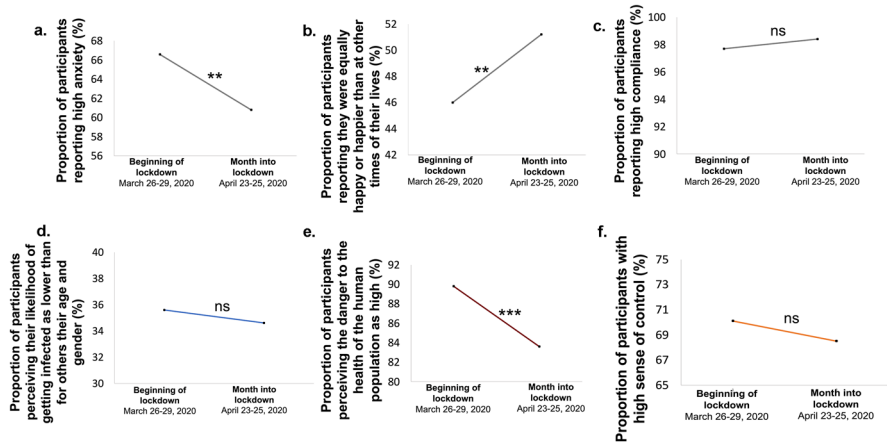 a.
Proportion of participants
reporting high anxiety (%)
68
66
64
62
60
58
56
**
Beginning of
lockdown
March 26-29, 2020
Month into
lockdown
April 23-25, 2020
b.
Proportion of participants
reporting they were equally
happy or happier than at other
times of their lives (%)
52
50
48
46
44
42
**
Beginning of
lockdown
March 26-29, 2020
Month into
lockdown
April 23-25, 2020
c.
Proportion of participants
reporting high compliance (%)
100
98
96
94
92
90
ns
Beginning of
lockdown
March 26-29, 2020
Month into
lockdown
April 23-25, 2020
d.
Proportion of participants
perceiving their likelihood of
getting infected as lower than
for others their age and
gender (%)
40
38
36
34
32
30
ns
Beginning of
lockdown
March 26-29, 2020
Month into
lockdown
April 23-25, 2020
e.
Proportion of participants
perceiving the danger to the
health of the human
population as high (%)
92
90
88
86
84
82
80
***
Beginning of
lockdown
March 26-29, 2020
Month into
lockdown
April 23-25, 2020
f.
Proportion of participants with
high sense of control (%)
75
73
71
69
67
65
ns
Beginning of
lockdown
March 26-29, 2020
Month into
lockdown
April 23-25, 2020